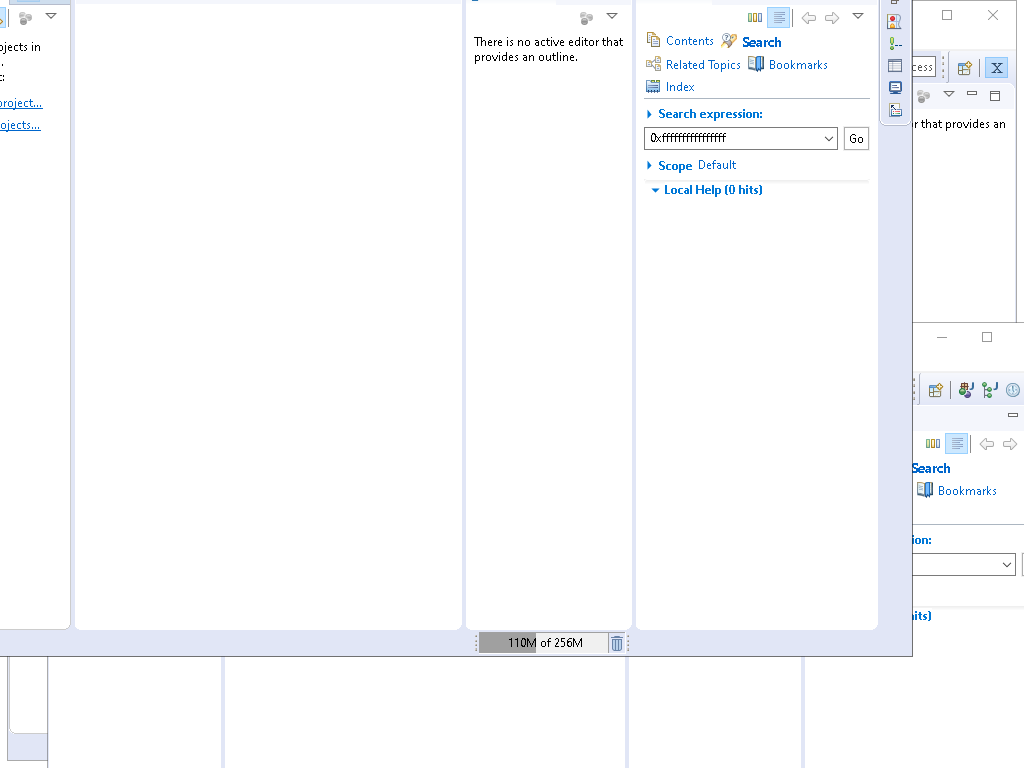 ojects in
project...
ojects...
There is no active editor that
provides an outline.
Contents
Search
Related Topics
Bookmarks
Index
Search expression:
0xffffffffffffffff
Go
Scope Default
Local Help (0 hits)
110M of 256M
cess
X
r that provides an
Search
Bookmarks
ion:
hits)